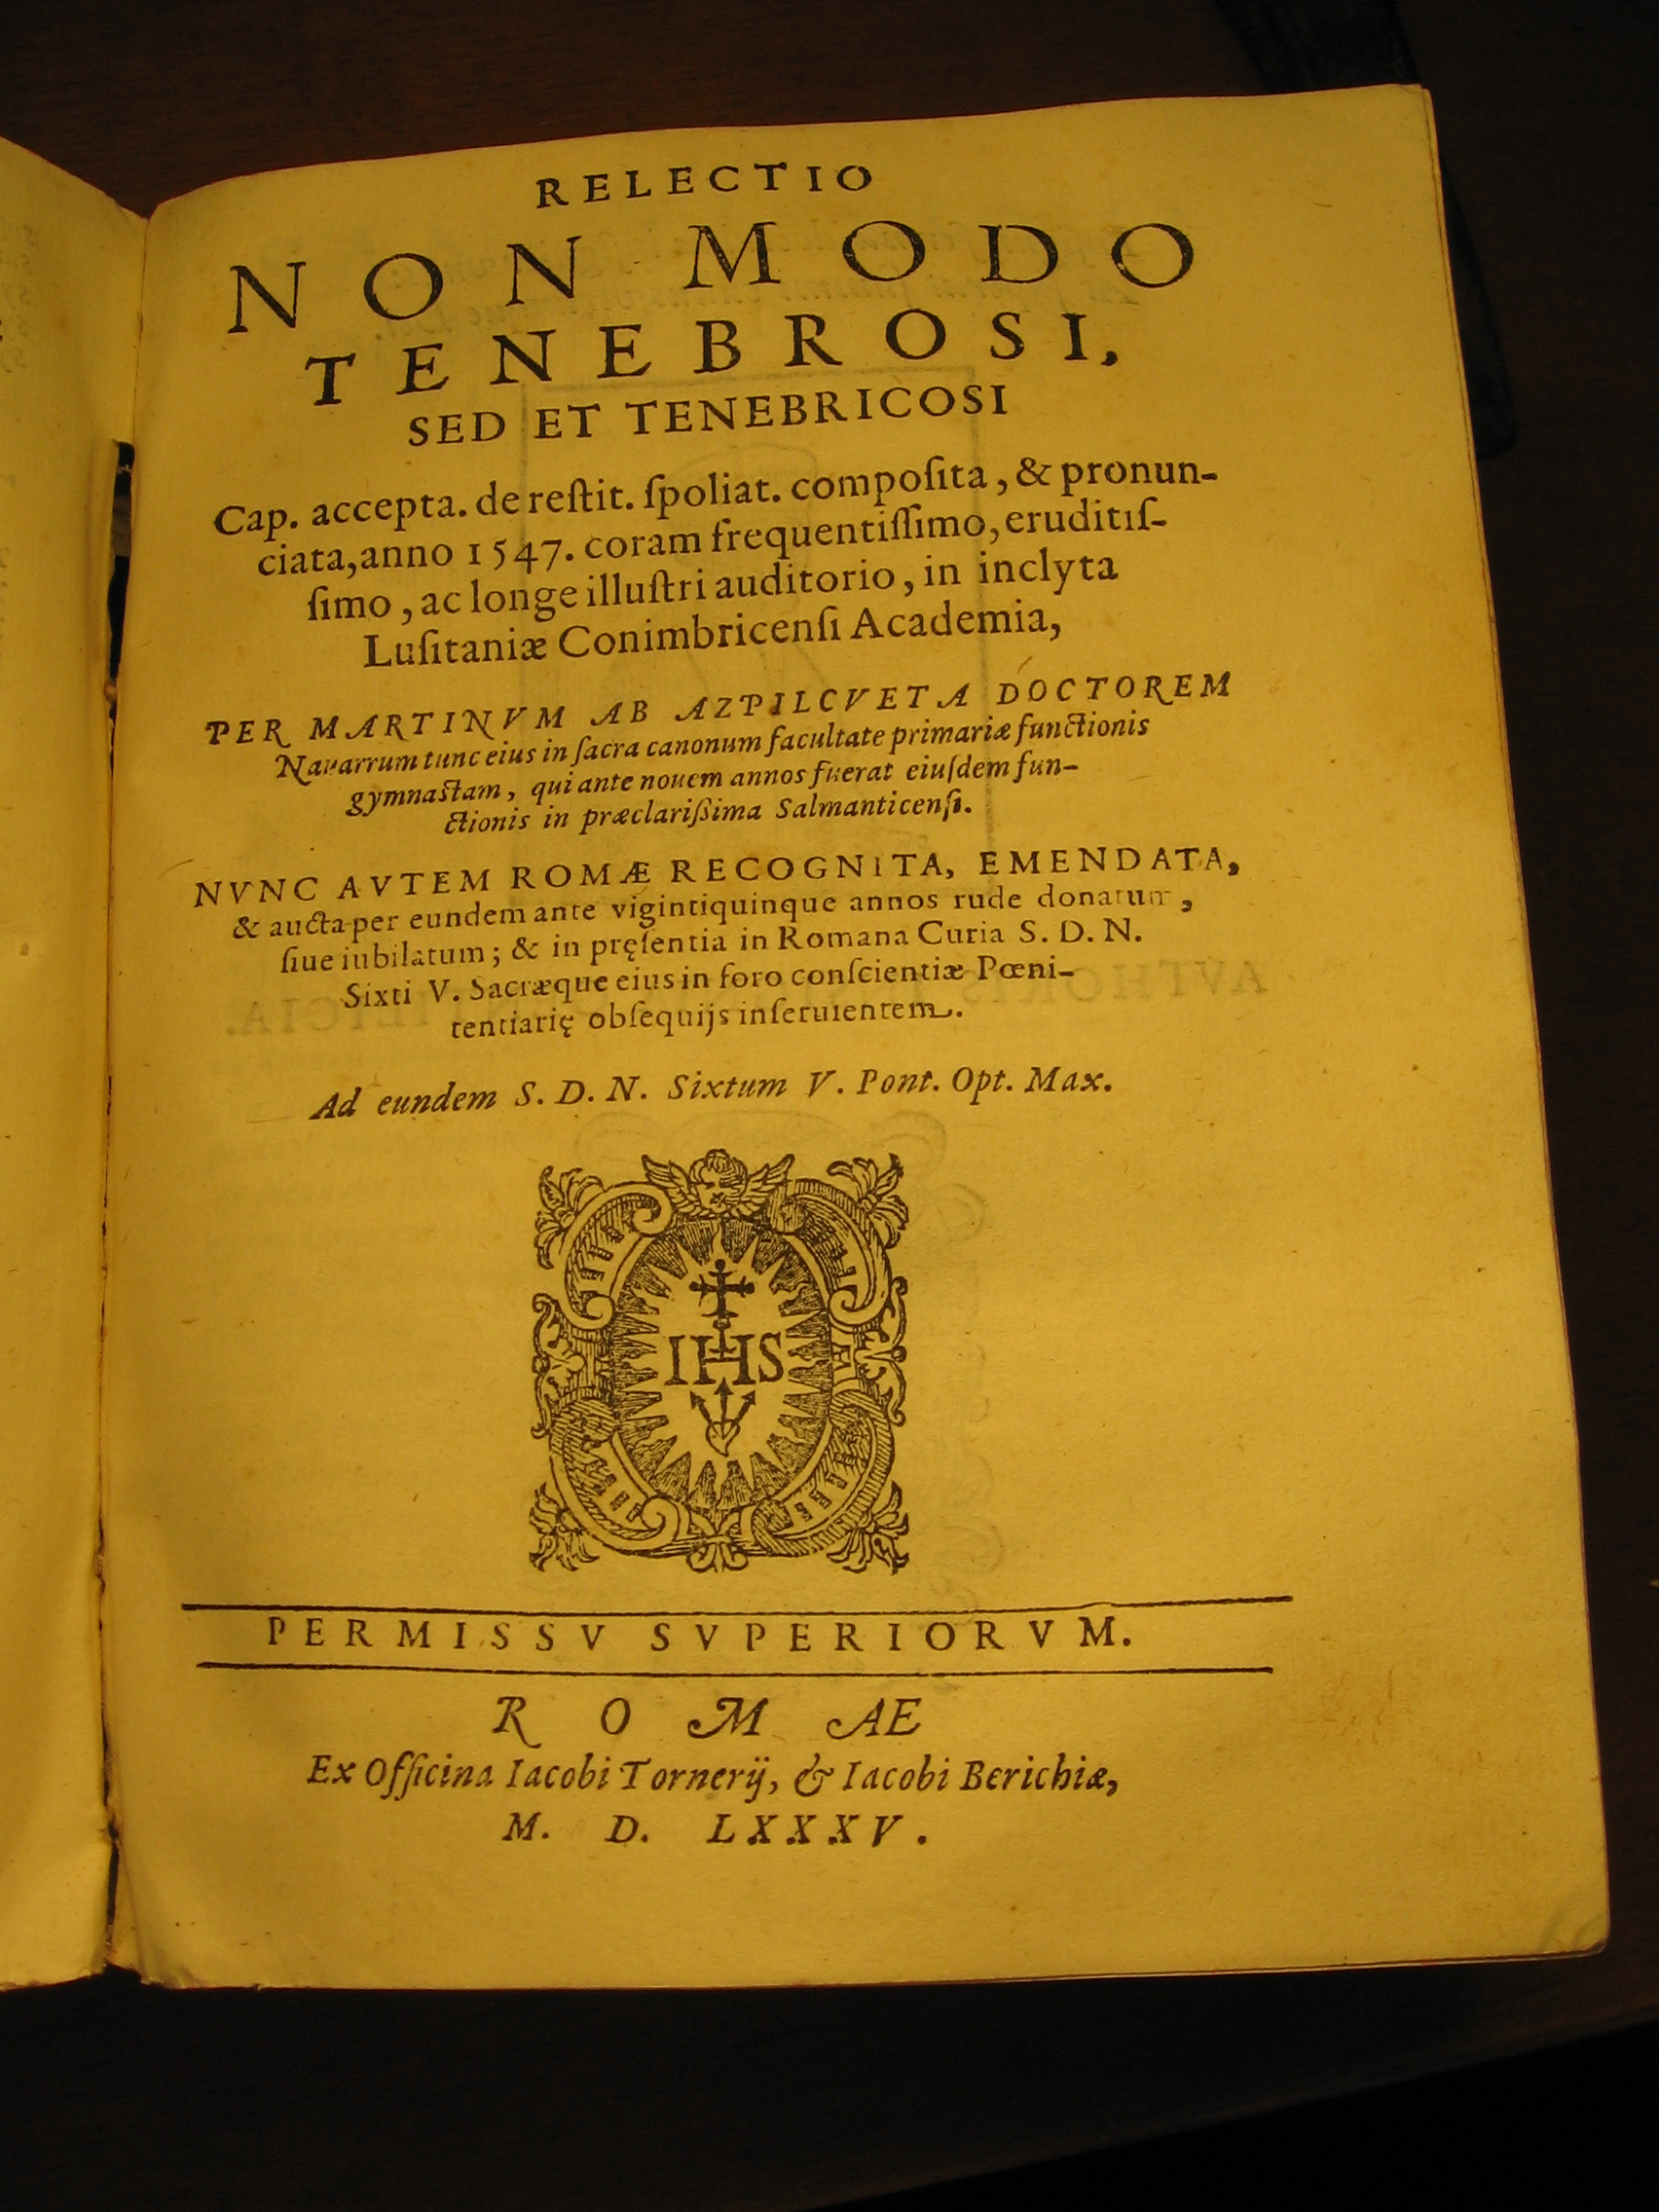 RELECTIO
NON MODO
TENEBROSI,
SED ET TENEBRICOSI
Cap. accepta. de reſtit. ſpoliat. compoſita, & pronun-
ciata, anno 1547. coram frequentiſſimo, eruditiſ-
ſimo, ac longe illuſtri auditorio, in inclyta
Luſitaniæ Conimbricenſi Academia,
PER MARTINVM AB AZPILCVETA DOCTOREM
Nauarrum tunc eius in ſacra canonum facultate primariæ functionis
gymnaſtam, qui ante nouem annos fuerat eiuſdem fun-
ctionis in præclarißima Salmanticenſi.
NVNC AVTEM ROMÆ RECOGNITA, EMENDATA,
& aucta per eundem ante vigintiquinque annos rude donatum,
ſiue iubilatum; & in pręſentia in Romana Curia S. D. N.
Sixti V. Sacræque eius in foro conſcientiæ Pœni-
tentiarię obſequijs inſeruientem.
Ad eundem S. D. N. Sixtum V. Pont. Opt. Max.
IHS
PERMISSV SVPERIORVM.
ROMAE
Ex Officina Iacobi Tornerij, & Iacobi Berichiæ,
M. D. LXXXV.